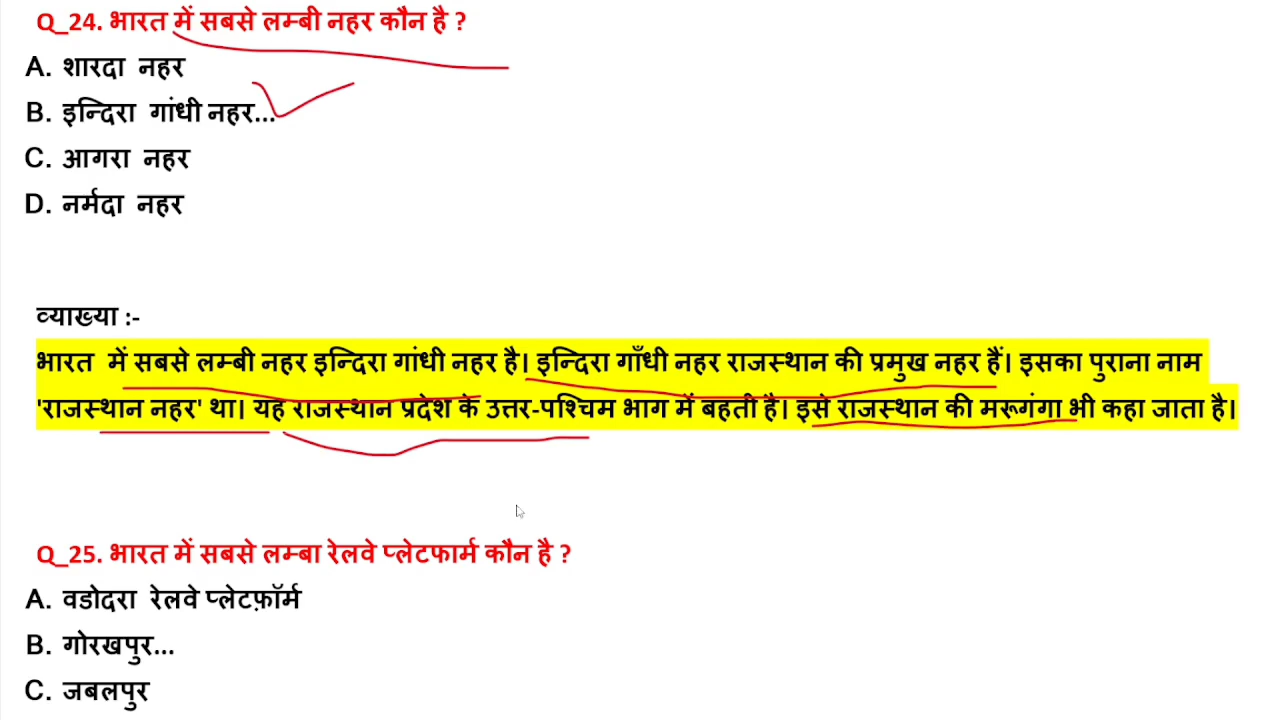 Q_24. भारत में सबसे लम्बी नहर कौन है ?
A. शारदा नहर
B. इन्दिरा गांधी नहर...
C. आगरा नहर
D. नर्मदा नहर
व्याख्या :-
भारत में सबसे लम्बी नहर इन्दिरा गांधी नहर है। इन्दिरा गाँधी नहर राजस्थान की प्रमुख नहर हैं। इसका पुराना नाम
'राजस्थान नहर' था। यह राजस्थान प्रदेश के उत्तर-पश्चिम भाग में बहती है। इसे राजस्थान की मरूगंगा भी कहा जाता है।
Q_25. भारत में सबसे लम्बा रेलवे प्लेटफार्म कौन है ?
A. वडोदरा रेलवे प्लेटफ़ॉर्म
B. गोरखपुर...
C. जबलपुर